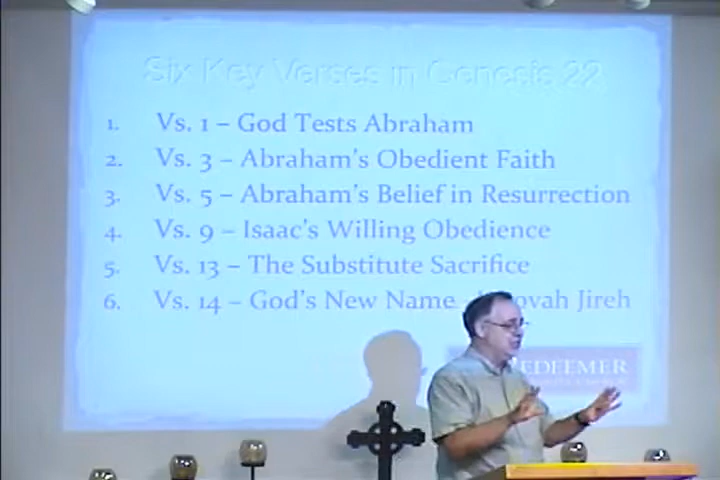 Six Key Verses in Genesis 22
1. Vs. 1 – God Tests Abraham
2. Vs. 3 – Abraham's Obedient Faith
3. Vs. 5 – Abraham's Belief in Resurrection
4. Vs. 9 – Isaac's Willing Obedience
5. Vs. 13 – The Substitute Sacrifice
6. Vs. 14 – God's New Name ovah Jireh
EDEEMER